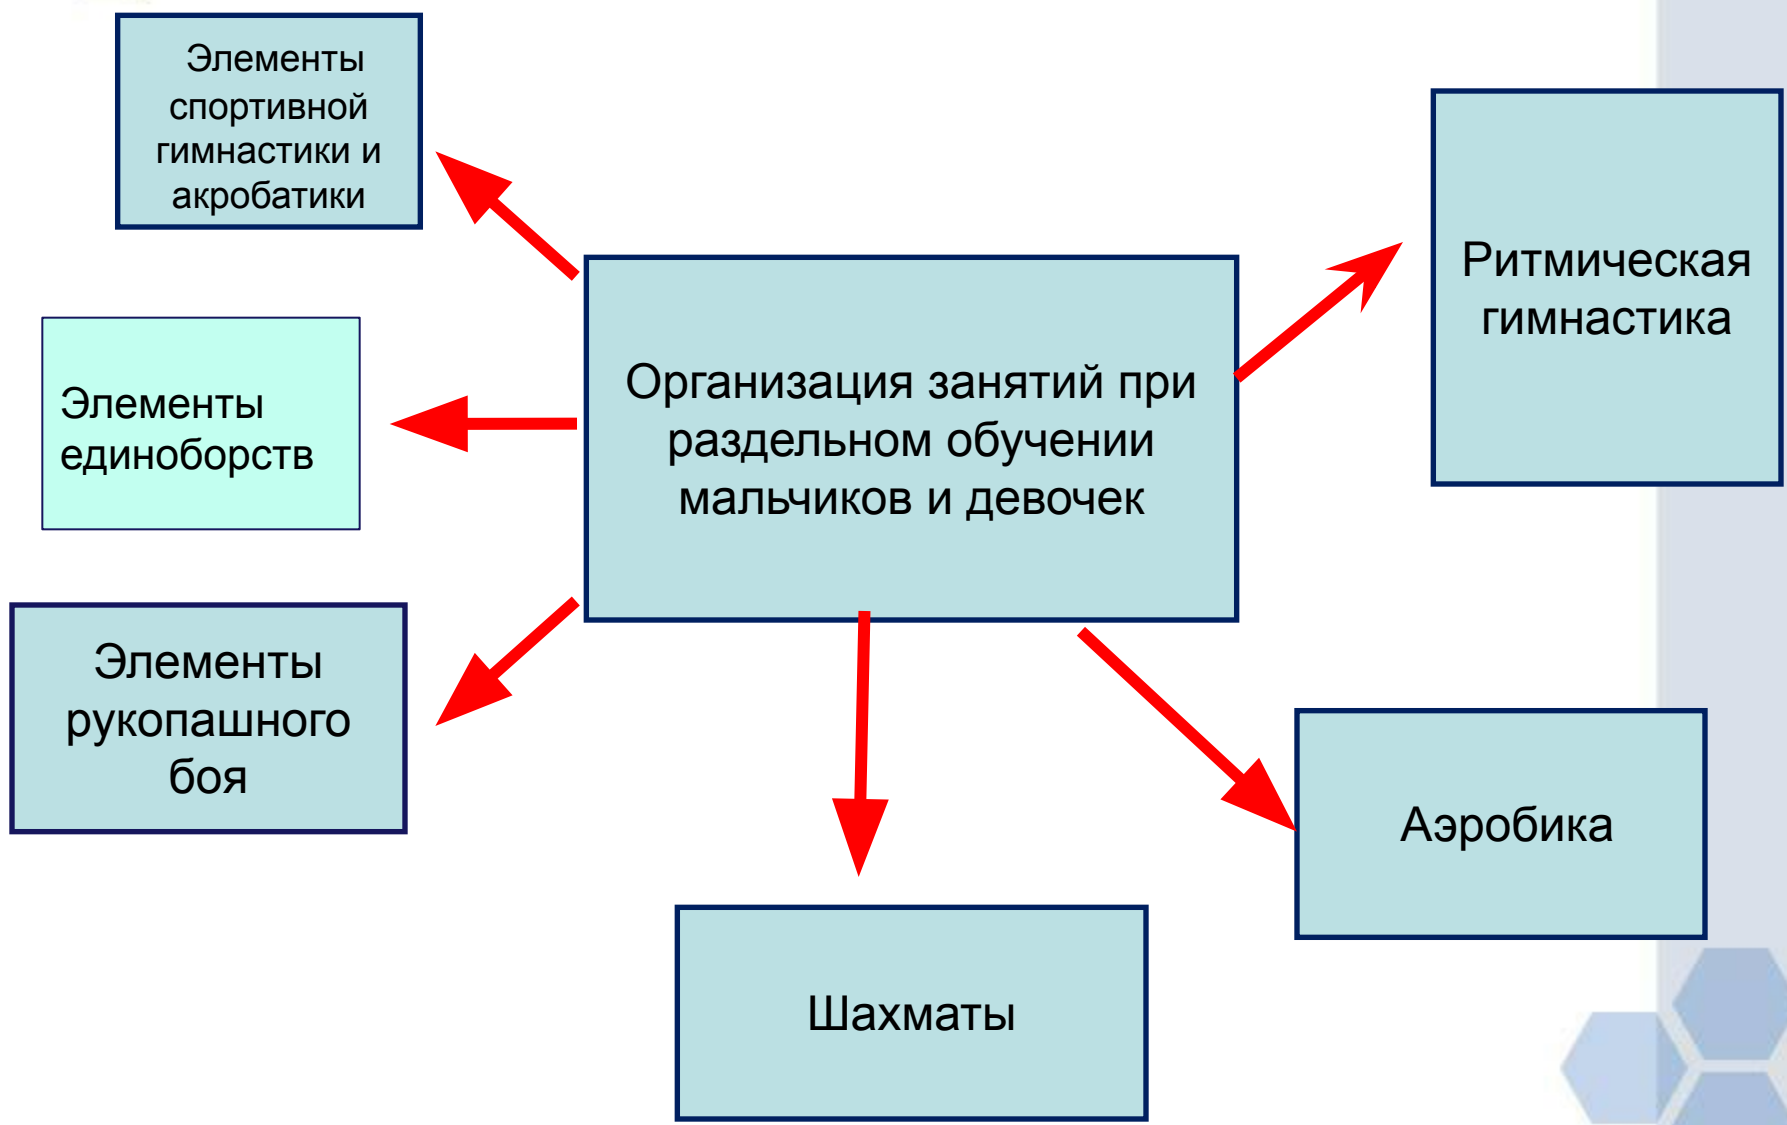 Элементы
спортивной
гимнастики и
акробатики
Ритмическая
гимнастика
Организация занятий при
раздельном обучении
мальчиков и девочек
Элементы
единоборств
Элементы
рукопашного
боя
Аэробика
Шахматы